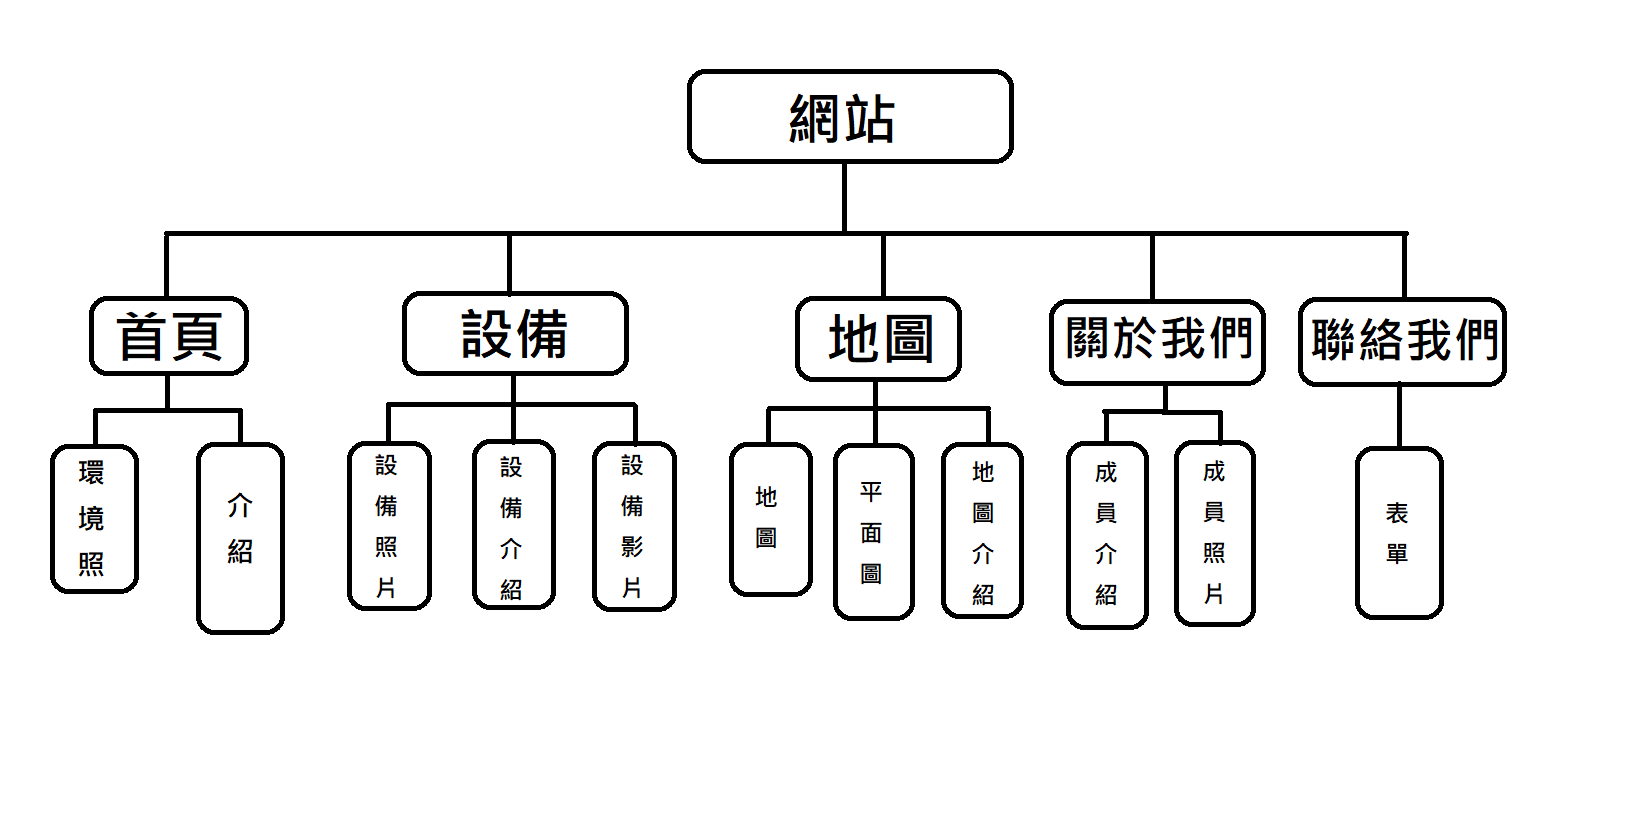 網站
首頁
設備
地圖
關於我們
聯絡我們
環境照
介紹
設備照片
設備介紹
設備影片
地圖
平面圖
地圖介紹
成員介紹
成員照片
表單